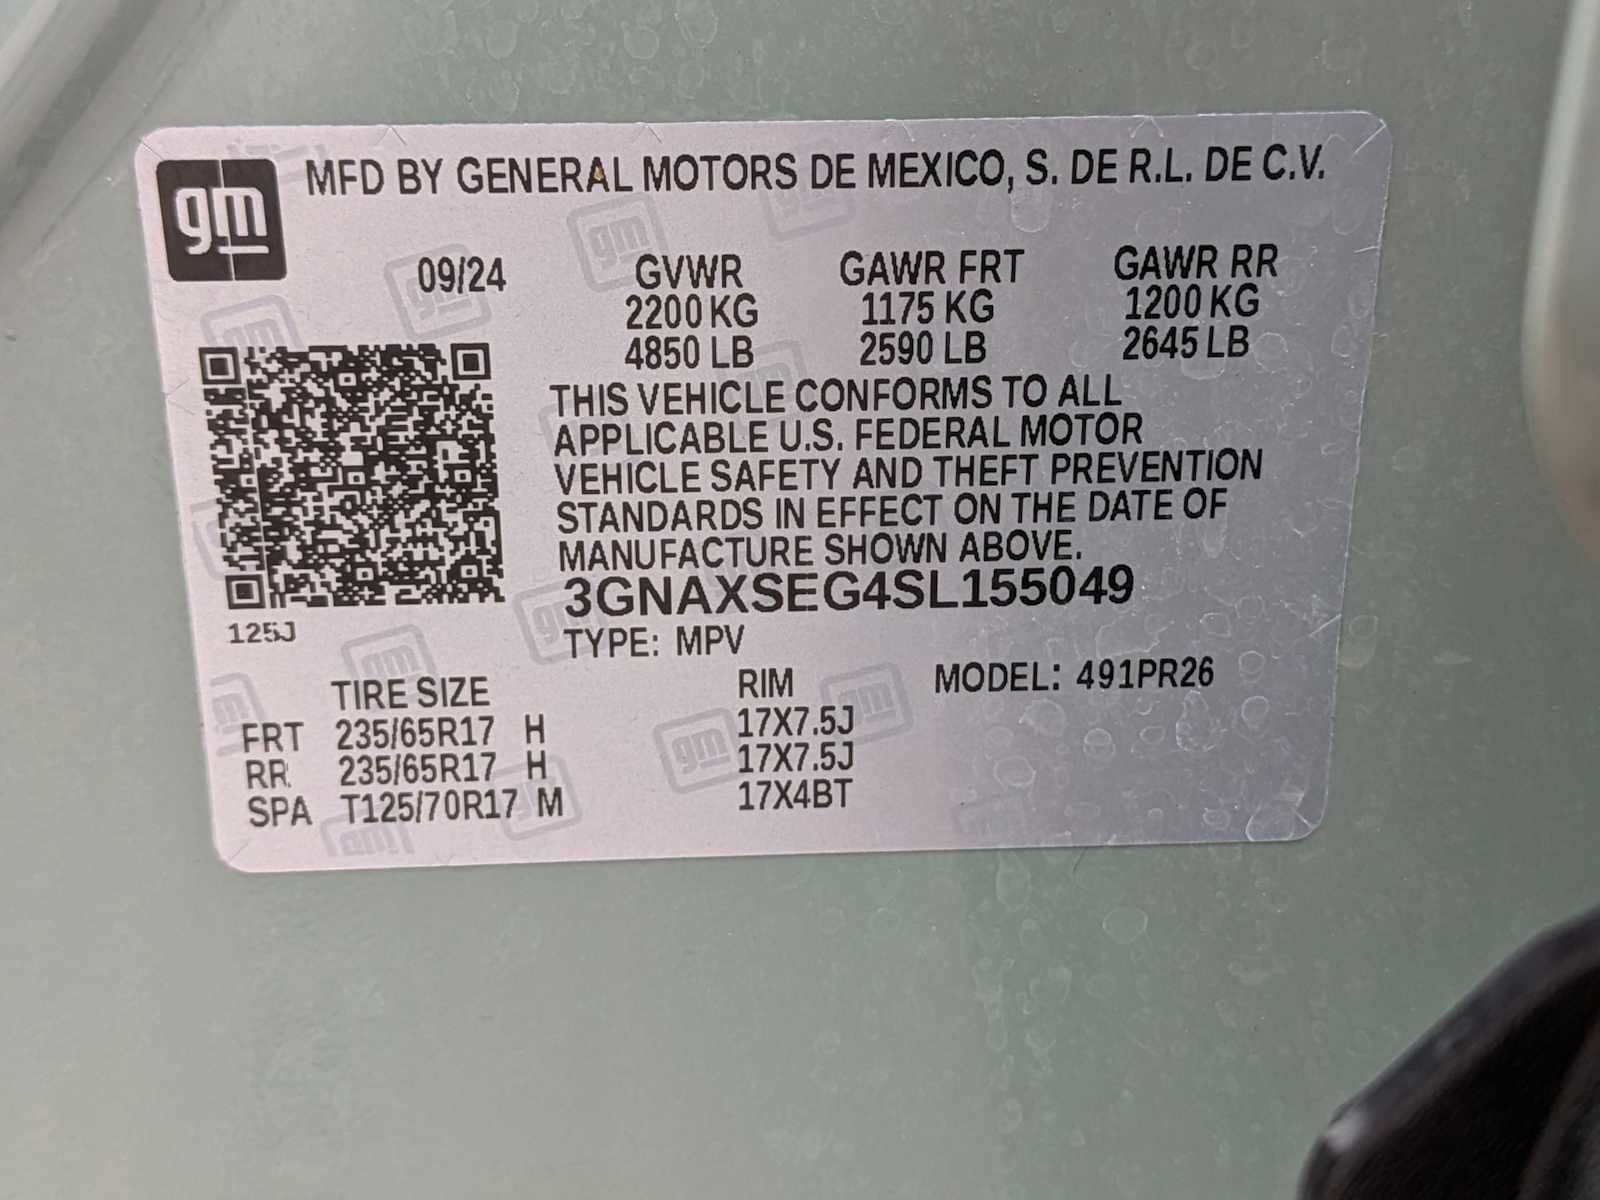 gm MFD BY GENERAL MOTORS DE MEXICO, S. DE R.L. DE C.V.
09/24 GVWR GAWR FRT GAWR RR
2200 KG 1175 KG 1200 KG
4850 LB 2590 LB 2645 LB
THIS VEHICLE CONFORMS TO ALL
APPLICABLE U.S. FEDERAL MOTOR
VEHICLE SAFETY AND THEFT PREVENTION
STANDARDS IN EFFECT ON THE DATE OF
MANUFACTURE SHOWN ABOVE.
3GNAXSEG4SL155049
125J
TYPE: MPV
TIRE SIZE RIM MODEL: 491PR26
FRT 235/65R17 H 17X7.5J
RR 235/65R17 H 17X7.5J
SPA T125/70R17 M 17X4BT